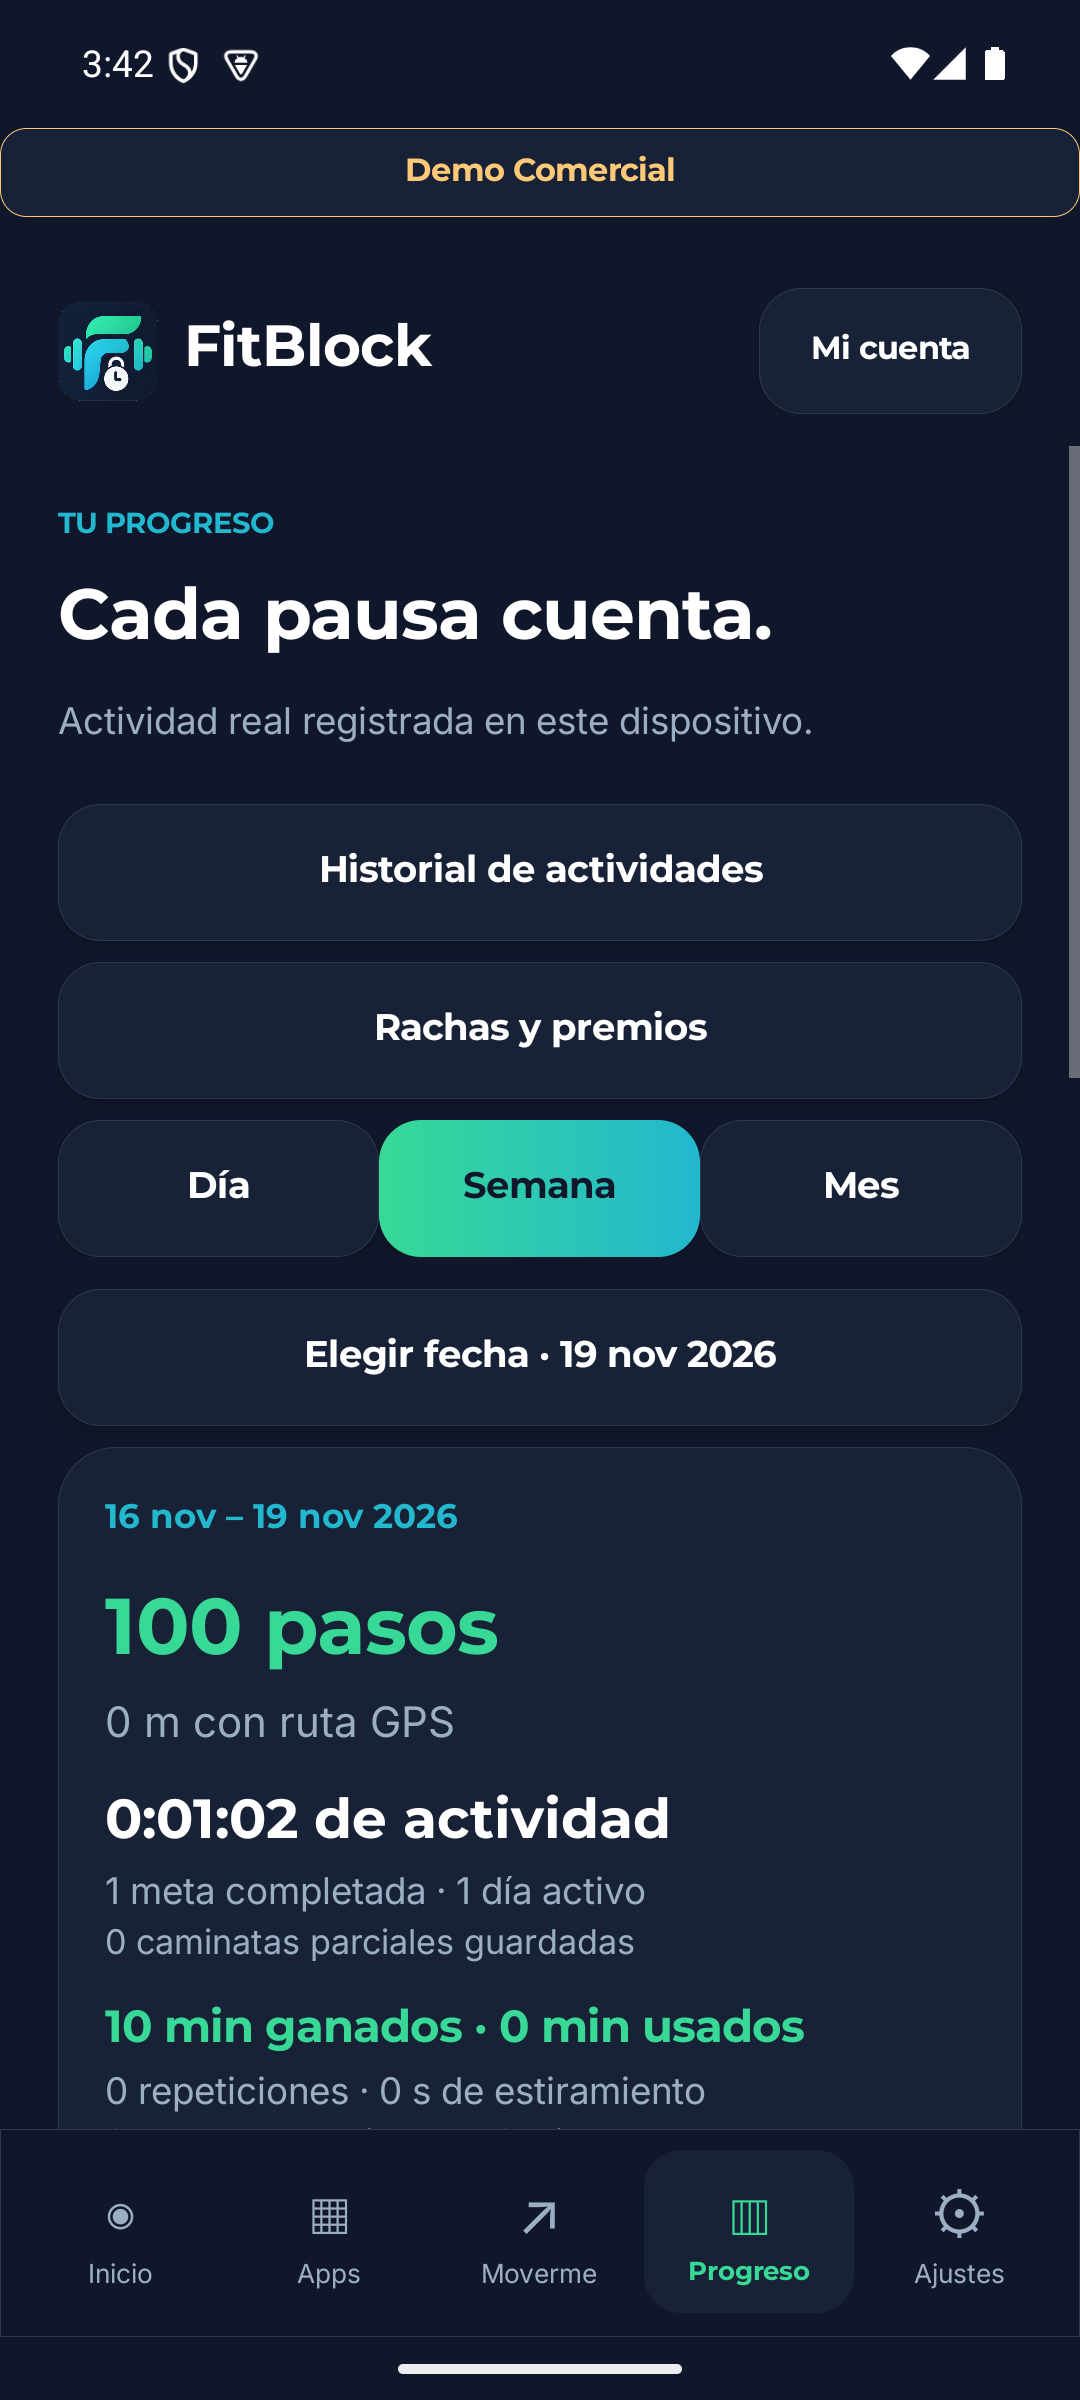 3:42
Demo Comercial
FitBlock
Mi cuenta
TU PROGRESO
Cada pausa cuenta.
Actividad real registrada en este dispositivo.
Historial de actividades
Rachas y premios
Día
Semana
Mes
Elegir fecha · 19 nov 2026
16 nov – 19 nov 2026
100 pasos
0 m con ruta GPS
0:01:02 de actividad
1 meta completada · 1 día activo
0 caminatas parciales guardadas
10 min ganados · 0 min usados
0 repeticiones · 0 s de estiramiento
Inicio
Apps
Moverme
Progreso
Ajustes